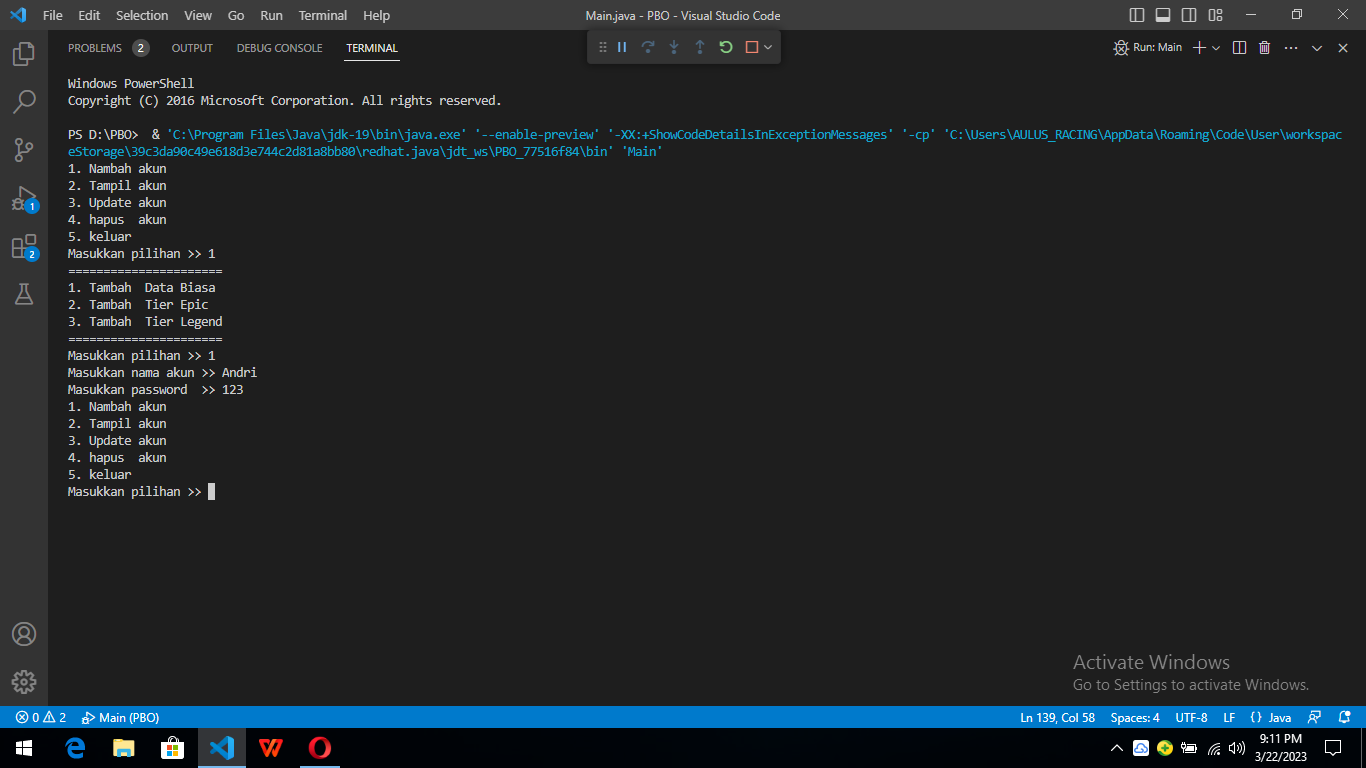 File Edit Selection View Go Run Terminal Help Main.java - PBO - Visual Studio Code
PROBLEMS 2 OUTPUT DEBUG CONSOLE TERMINAL Run: Main
Windows PowerShell
Copyright (C) 2016 Microsoft Corporation. All rights reserved.
PS D:\PBO>  & 'C:\Program Files\Java\jdk-19\bin\java.exe' '--enable-preview' '-XX:+ShowCodeDetailsInExceptionMessages' '-cp' 'C:\Users\AULUS_RACING\AppData\Roaming\Code\User\workspac
eStorage\39c3da90c49e618d3e744c2d81a8bb80\redhat.java\jdt_ws\PBO_77516f84\bin' 'Main'
1. Nambah akun
2. Tampil akun
3. Update akun
4. hapus  akun
5. keluar
Masukkan pilihan >> 1
======================
1. Tambah  Data Biasa
2. Tambah  Tier Epic
3. Tambah  Tier Legend
======================
Masukkan pilihan >> 1
Masukkan nama akun >> Andri
Masukkan password  >> 123
1. Nambah akun
2. Tampil akun
3. Update akun
4. hapus  akun
5. keluar
Masukkan pilihan >>
1
2
Activate Windows
Go to Settings to activate Windows.
0 2 Main (PBO) Ln 139, Col 58 Spaces: 4 UTF-8 LF {} Java
9:11 PM
3/22/2023